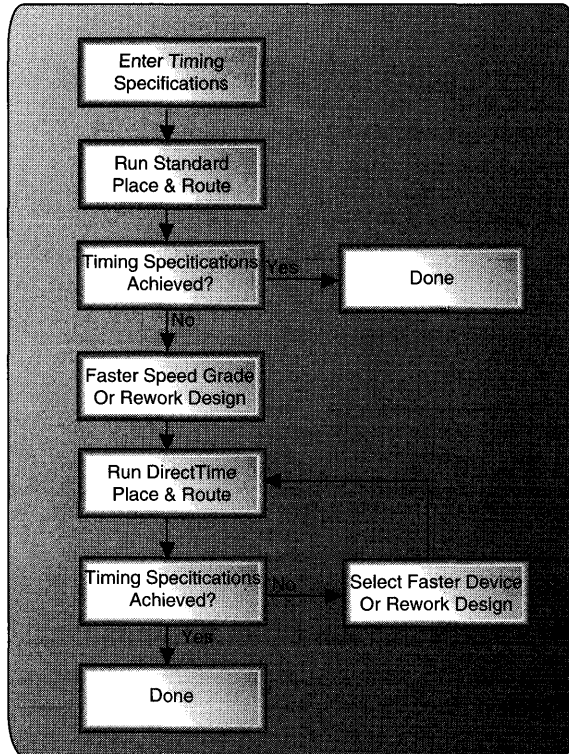 Enter Timing
Specifications
Run Standard
Place & Route
Timing Specifications
Achieved?
Yes
Done
No
Faster Speed Grade
Or Rework Design
Run DirectTime
Place & Route
Timing Specifications
Achieved?
No
Select Faster Device
Or Rework Design
Yes
Done